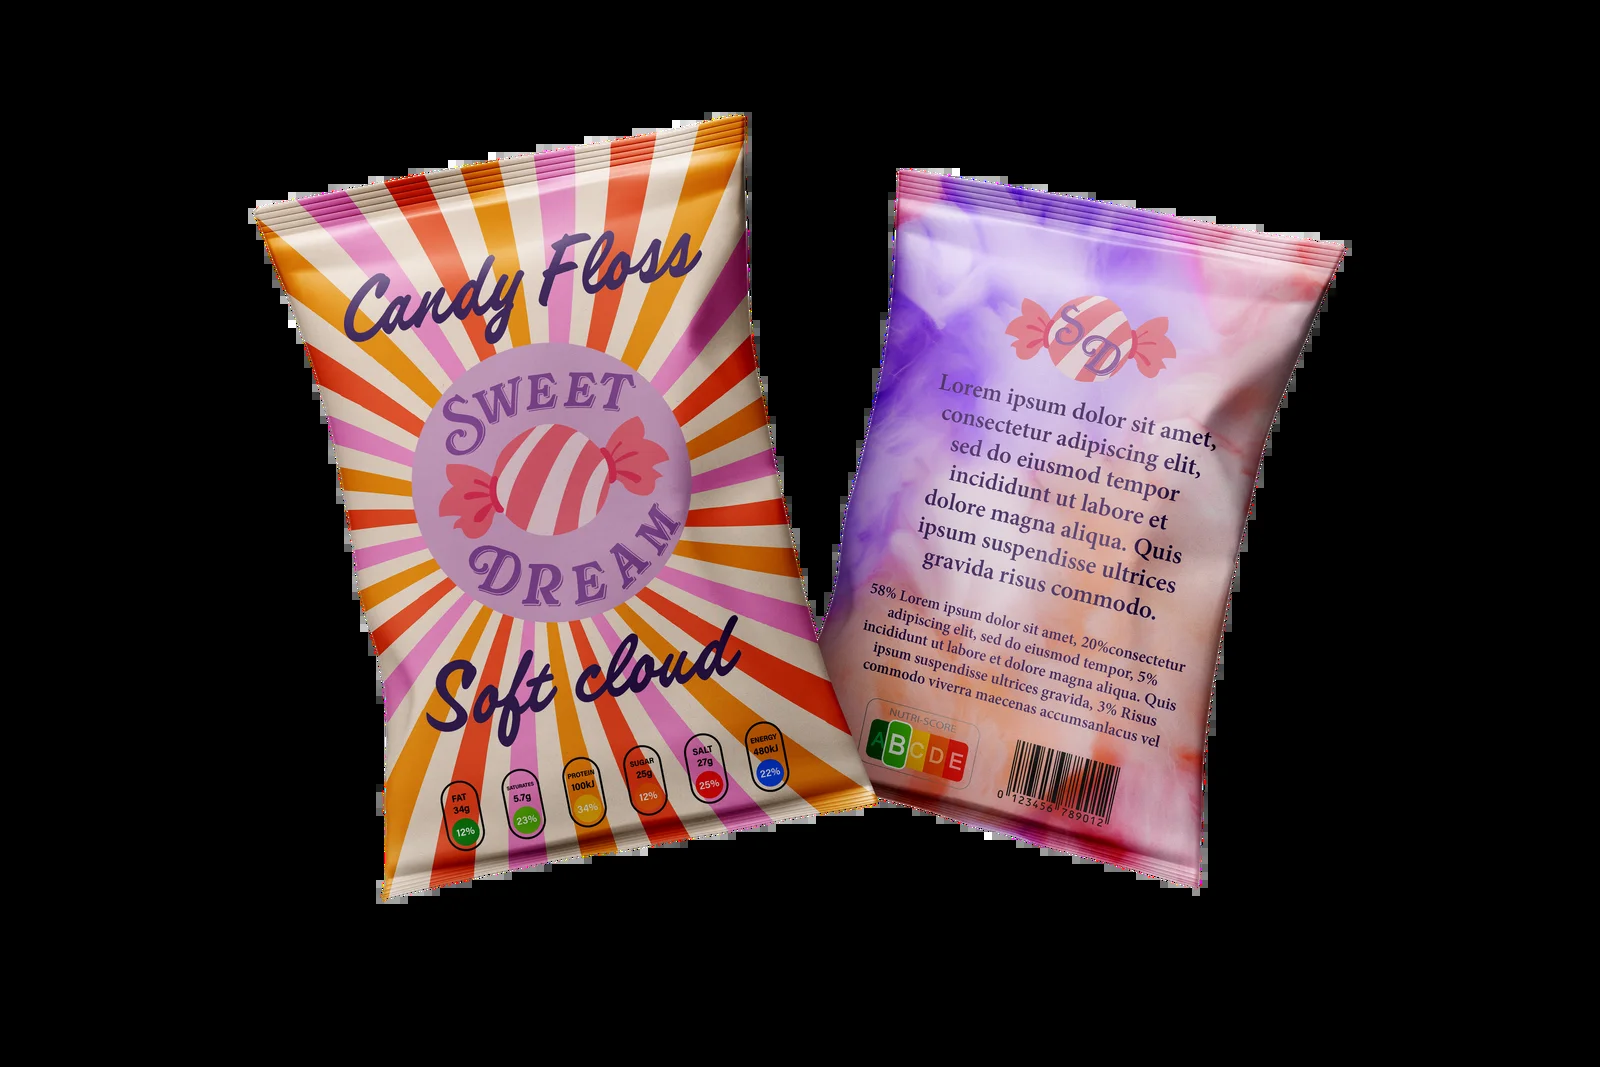 Candy Floss
SWEET
DREAM
Soft cloud
FAT
34g
12%
SATURATES
5.7g
23%
PROTEIN
100kJ
34%
SUGAR
25g
12%
SALT
27g
25%
ENERGY
480kJ
22%
SD
Lorem ipsum dolor sit amet,
consectetur adipiscing elit,
sed do eiusmod tempor
incididunt ut labore et
dolore magna aliqua. Quis
ipsum suspendisse ultrices
gravida risus commodo.
58% Lorem ipsum dolor sit amet, 20%consectetur
adipiscing elit, sed do eiusmod tempor, 5%
incididunt ut labore et dolore magna aliqua. Quis
ipsum suspendisse ultrices gravida, 3% Risus
commodo viverra maecenas accumsanlacus vel
NUTRI-SCORE
A B C D E
0 123456 789012